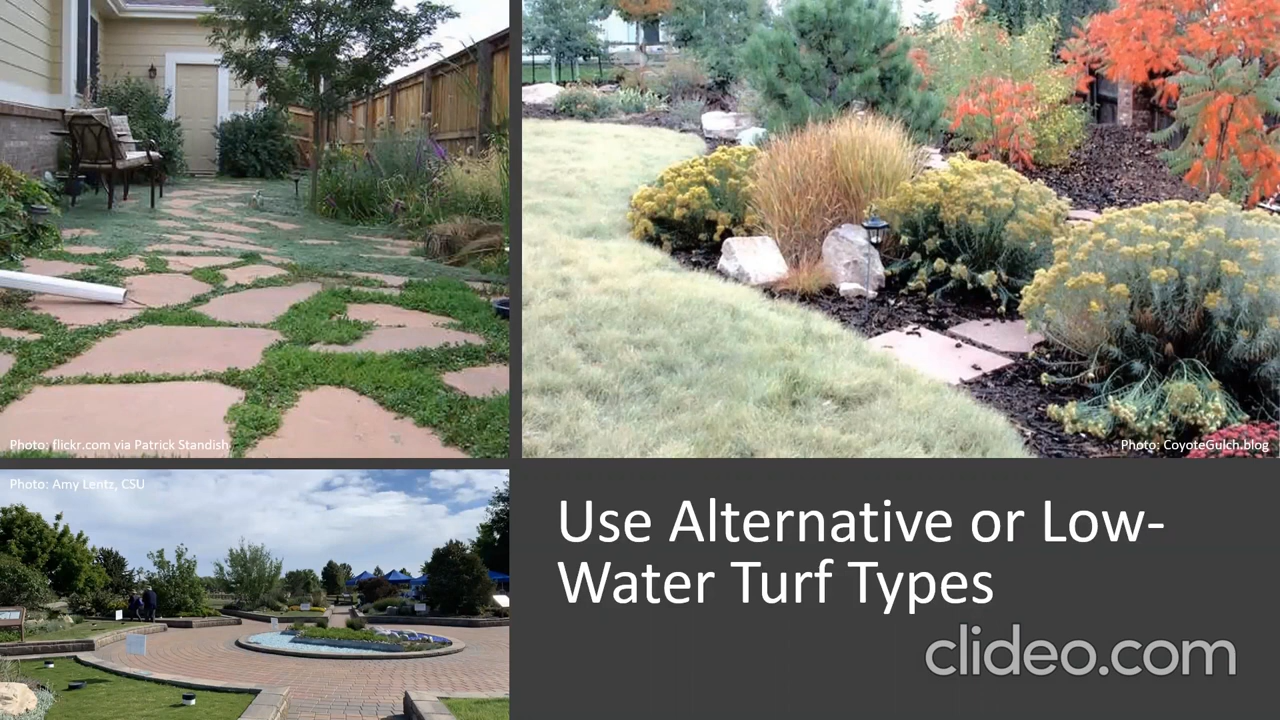 Photo: flickr.com via Patrick Standish
Photo: CoyoteGulch.blog
Photo: Amy Lentz, CSU
Use Alternative or Low-
Water Turf Types
clideo.com